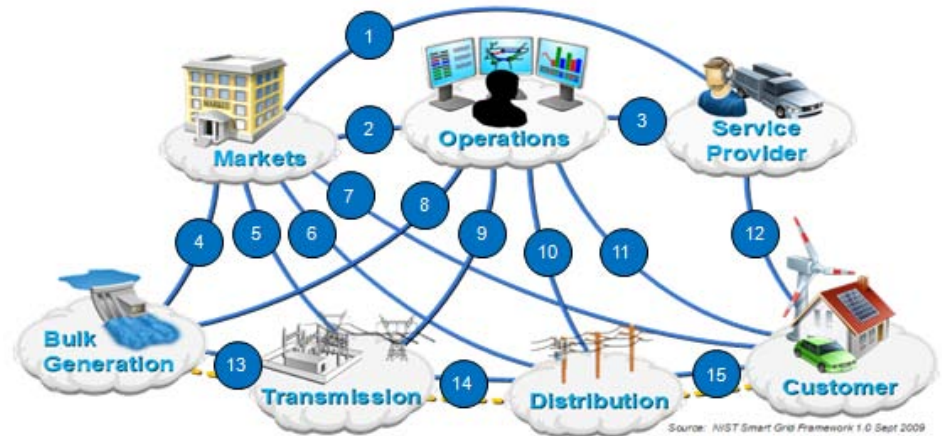 1
2
3
Markets
Operations
Service
Provider
7
8
4
5
6
9
10
11
12
Bulk
Generation
13
Transmission
14
Distribution
15
Customer
Source: NIST Smart Grid Framework 1.0 Sept 2009